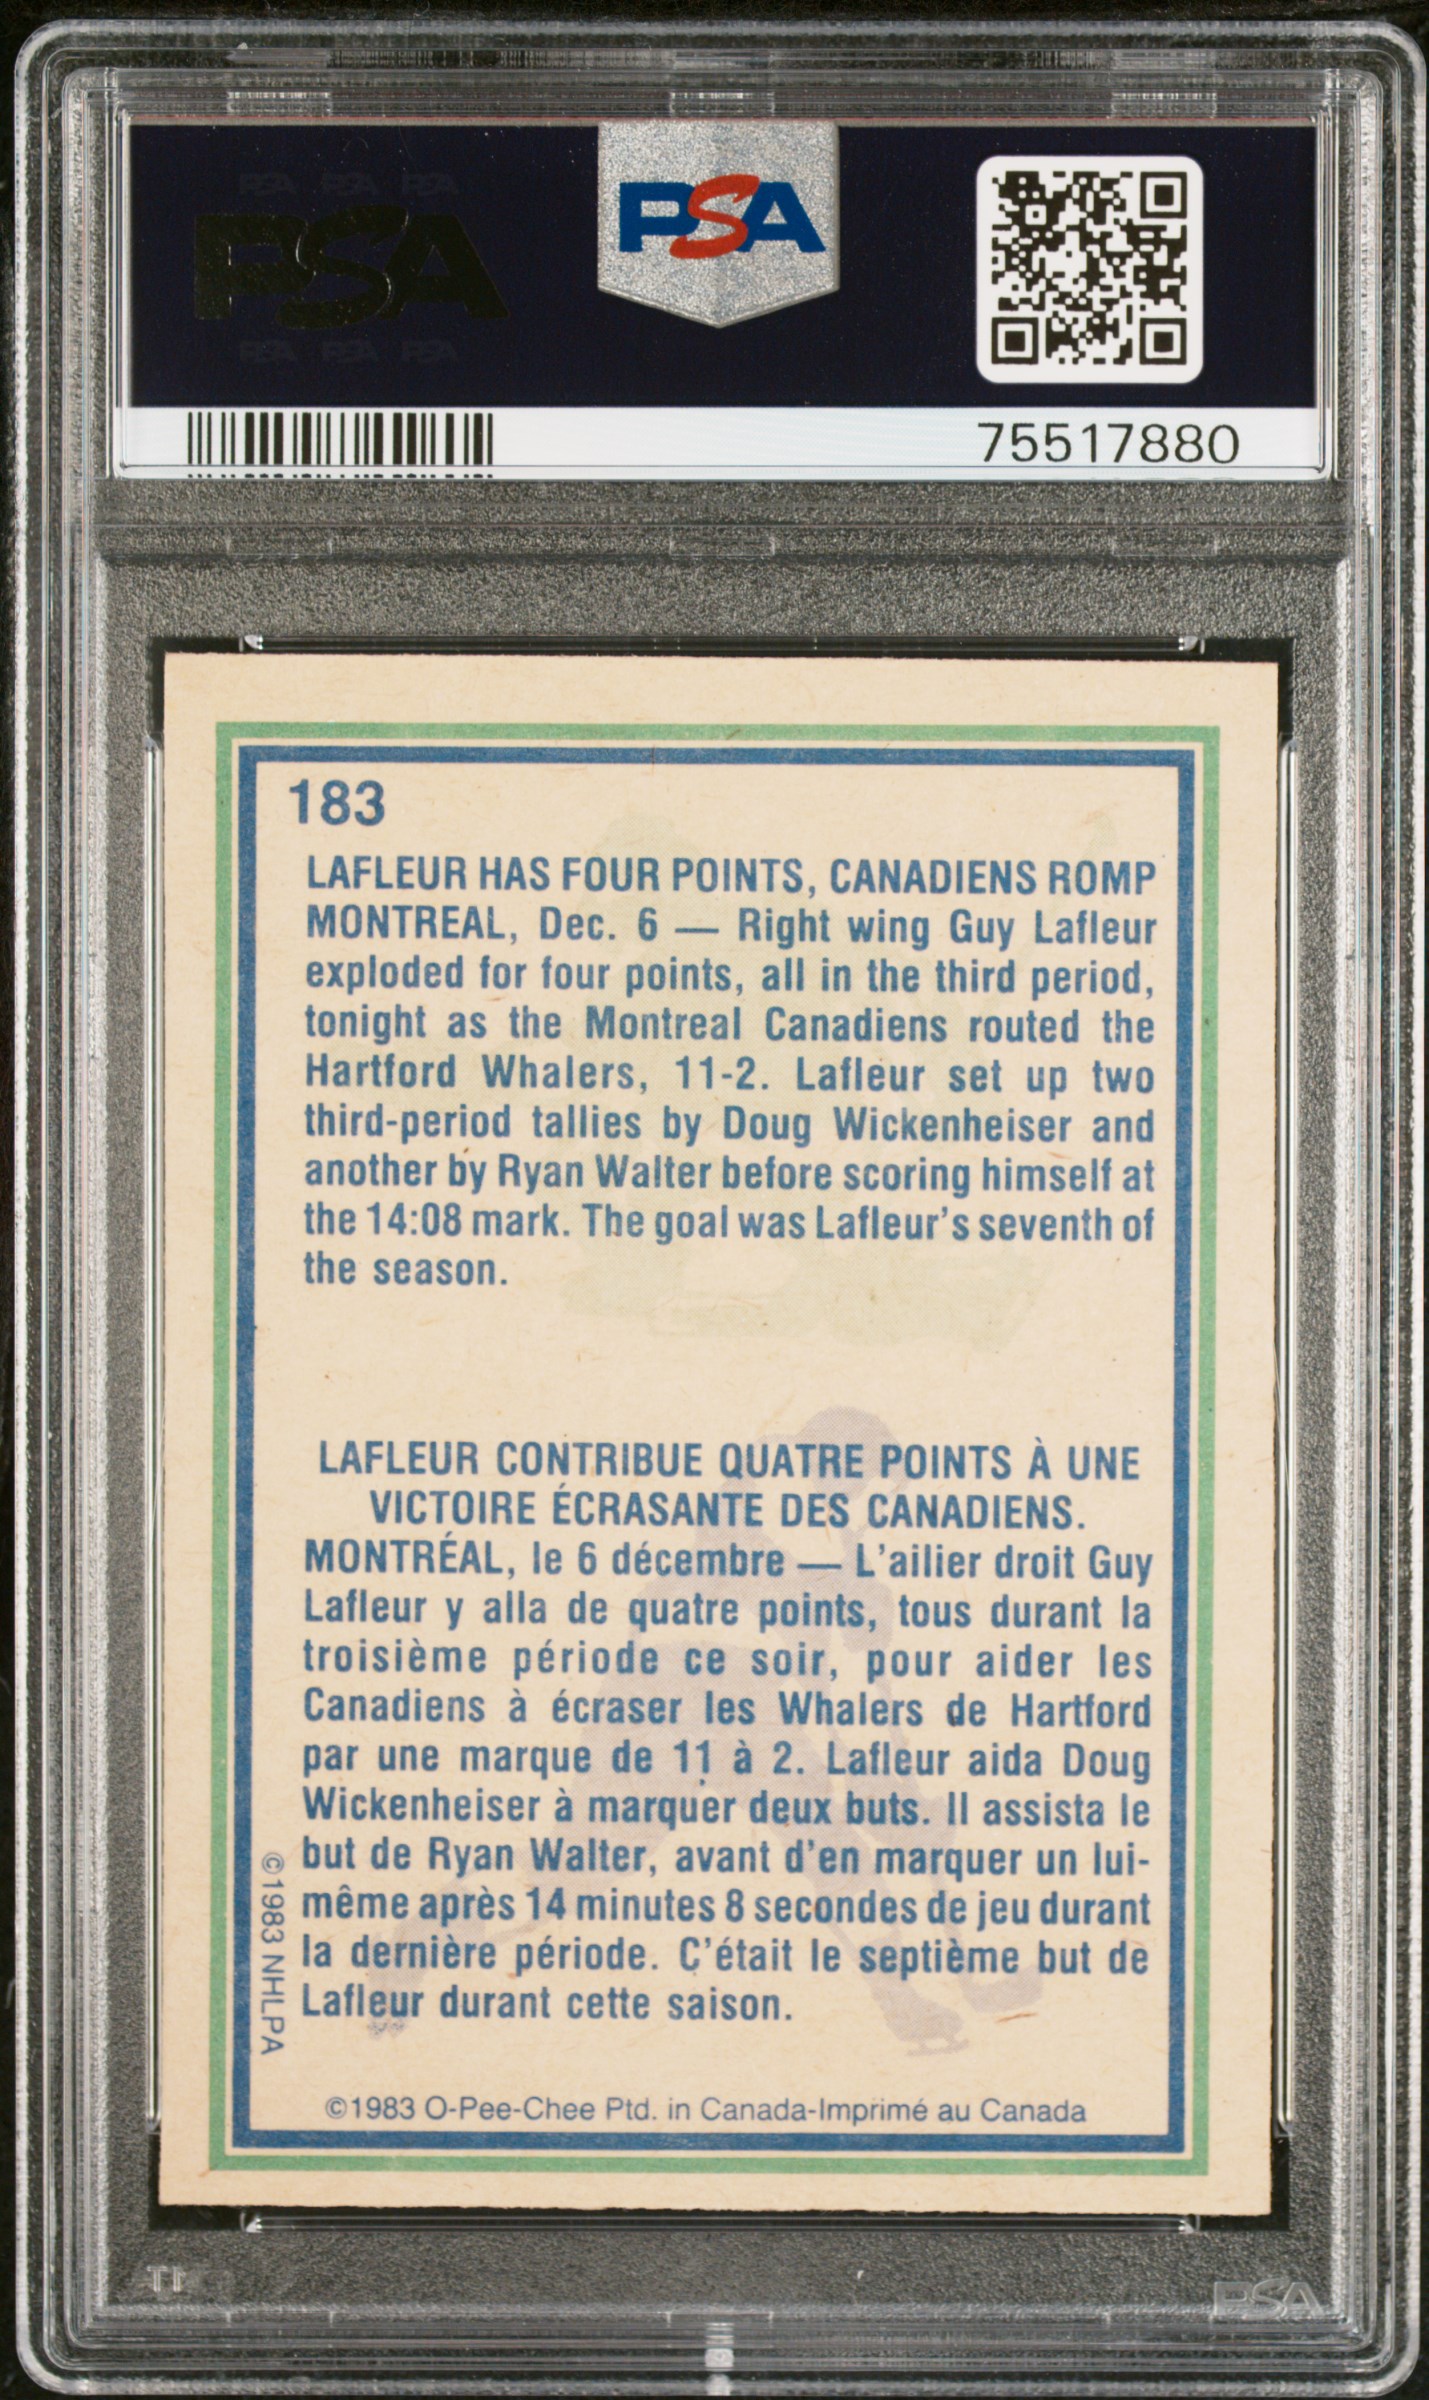 PSA PSA PSA
PSA
PSA PSA PSA
PSA
75517880
183
LAFLEUR HAS FOUR POINTS, CANADIENS ROMP
MONTREAL, Dec. 6 — Right wing Guy Lafleur
exploded for four points, all in the third period,
tonight as the Montreal Canadiens routed the
Hartford Whalers, 11-2. Lafleur set up two
third-period tallies by Doug Wickenheiser and
another by Ryan Walter before scoring himself at
the 14:08 mark. The goal was Lafleur's seventh of
the season.
LAFLEUR CONTRIBUE QUATRE POINTS À UNE
VICTOIRE ÉCRASANTE DES CANADIENS.
MONTRÉAL, le 6 décembre — L'ailier droit Guy
Lafleur y alla de quatre points, tous durant la
troisième période ce soir, pour aider les
Canadiens à écraser les Whalers de Hartford
par une marque de 11 à 2. Lafleur aida Doug
Wickenheiser à marquer deux buts. Il assista le
but de Ryan Walter, avant d'en marquer un lui-
même après 14 minutes 8 secondes de jeu durant
la dernière période. C'était le septième but de
Lafleur durant cette saison.
©1983 NHLPA
©1983 O-Pee-Chee Ptd. in Canada-Imprimé au Canada
PSA